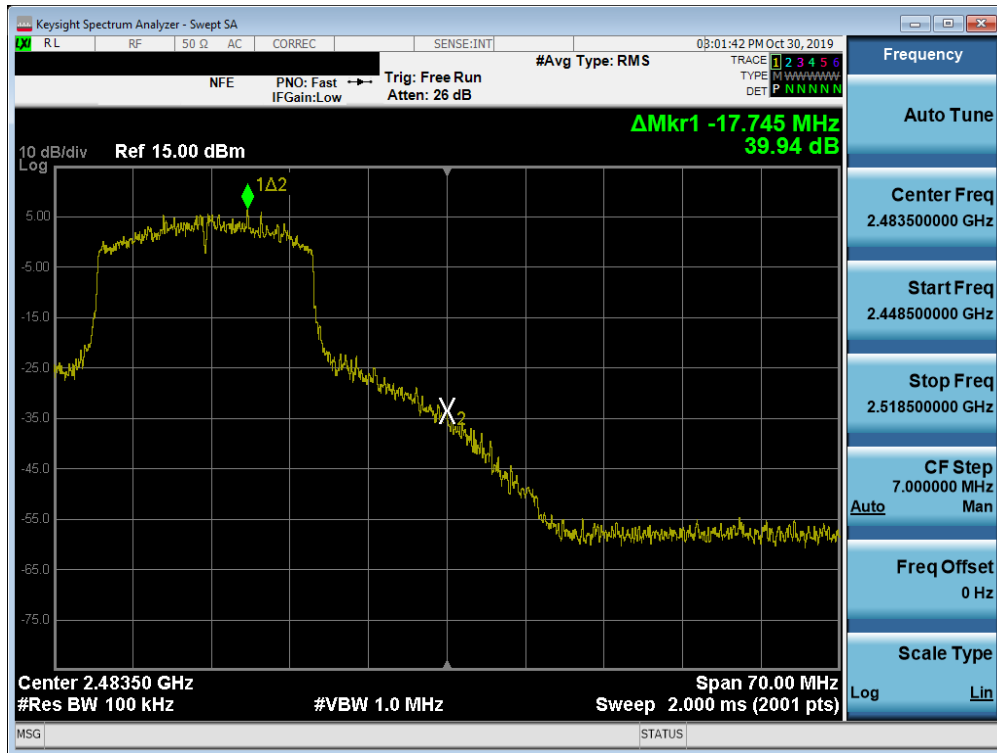 Keysight Spectrum Analyzer - Swept SA
LXI RL RF 50 Ω AC CORREC SENSE:INT 03:01:42 PM Oct 30, 2019
NFE
PNO: Fast
IFGain:Low
Trig: Free Run
Atten: 26 dB
#Avg Type: RMS
TRACE 1 2 3 4 5 6
TYPE M WWWWW
DET P N N N N N
ΔMkr1 -17.745 MHz
39.94 dB
10 dB/div
Log
Ref 15.00 dBm
1Δ2
5.00
-5.00
-15.0
-25.0
-35.0
-45.0
-55.0
-65.0
-75.0
X2
Center 2.48350 GHz
Span 70.00 MHz
#Res BW 100 kHz
#VBW 1.0 MHz
Sweep 2.000 ms (2001 pts)
MSG
STATUS
Frequency
Auto Tune
Center Freq
2.483500000 GHz
Start Freq
2.448500000 GHz
Stop Freq
2.518500000 GHz
CF Step
7.000000 MHz
Auto Man
Freq Offset
0 Hz
Scale Type
Log Lin